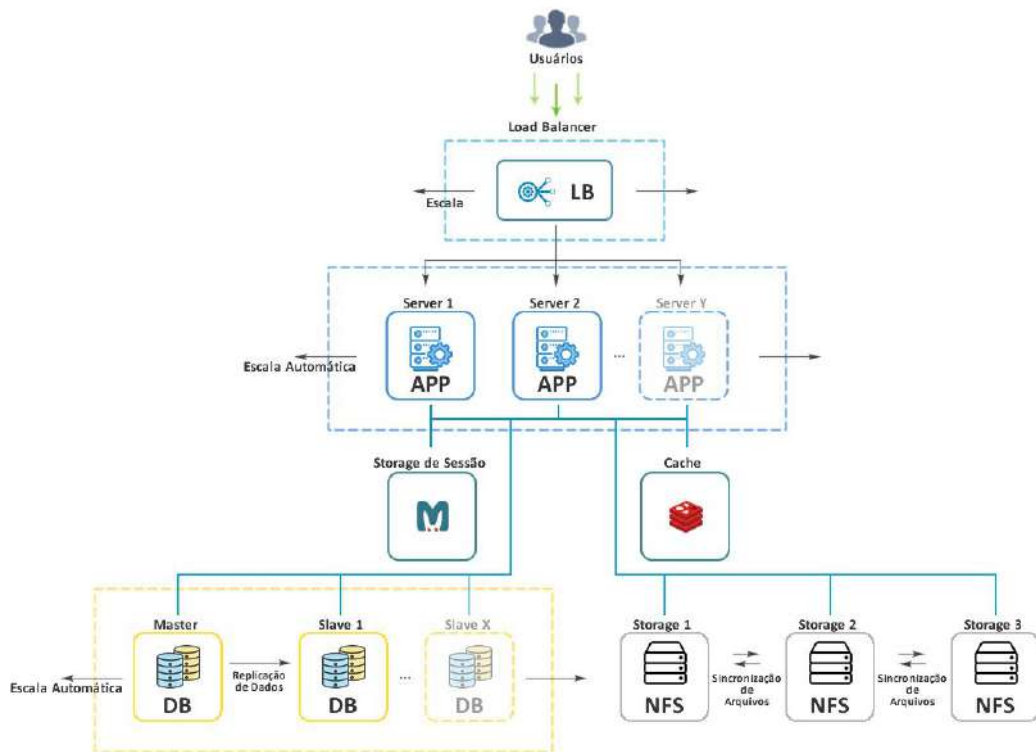 Usuários
Load Balancer
LB
Escala
Server 1
Server 2
Server Y
...
APP
APP
APP
Escala Automática
Storage de Sessão
Cache
Master
Slave 1
Slave X
Storage 1
Storage 2
Storage 3
Escala Automática
DB
Replicação
de Dados
DB
...
DB
NFS
Sincronização
de
Arquivos
NFS
Sincronização
de
Arquivos
NFS